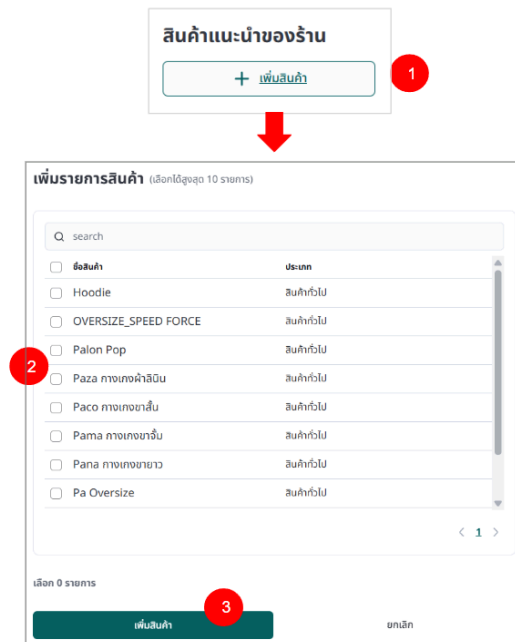 สินค้าแนะนำของร้าน
+ เพิ่มสินค้า
1
เพิ่มรายการสินค้า (เลือกได้สูงสุด 10 รายการ)
search
ชื่อสินค้า ประเภท
Hoodie สินค้าทั่วไป
OVERSIZE_SPEED FORCE สินค้าทั่วไป
Palon Pop สินค้าทั่วไป
2
Paza กางเกงผ้าลินิน สินค้าทั่วไป
Paco กางเกงขาสั้น สินค้าทั่วไป
Pama กางเกงขาจั๊ม สินค้าทั่วไป
Pana กางเกงขายาว สินค้าทั่วไป
Pa Oversize สินค้าทั่วไป
< 1 >
เลือก 0 รายการ
3
เพิ่มสินค้า ยกเลิก